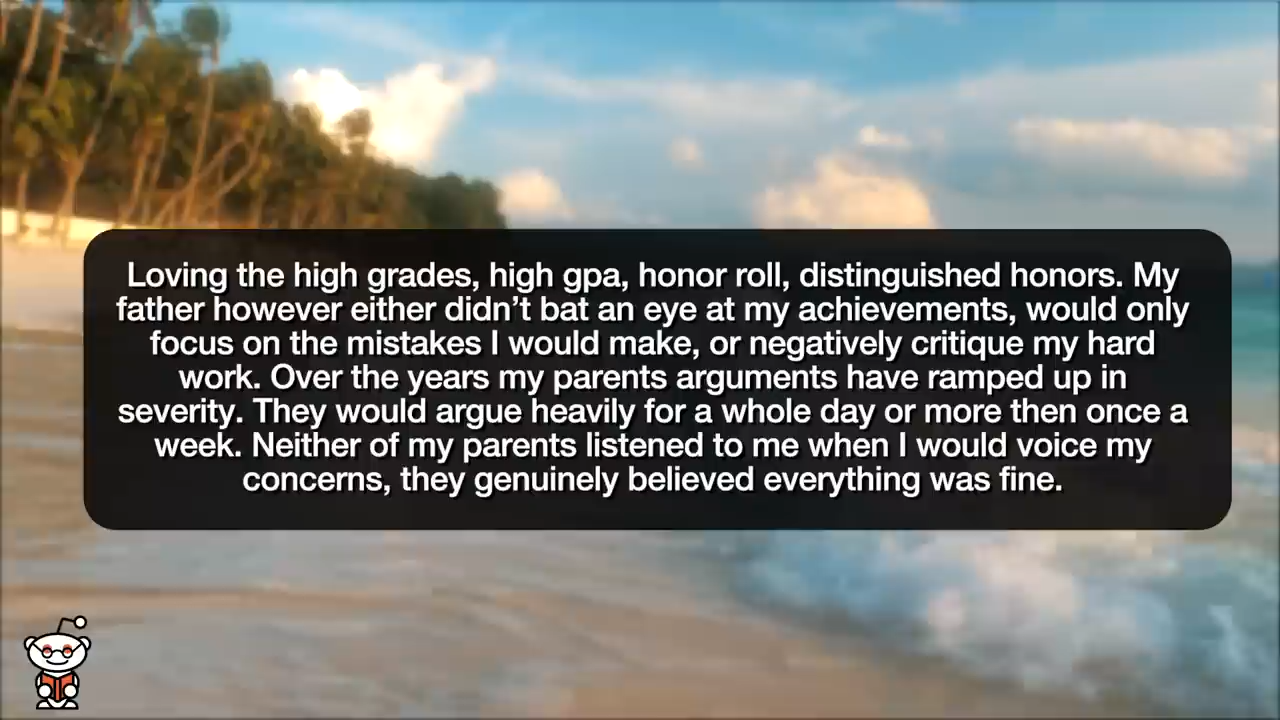 Loving the high grades, high gpa, honor roll, distinguished honors. My
father however either didn’t bat an eye at my achievements, would only
focus on the mistakes I would make, or negatively critique my hard
work. Over the years my parents arguments have ramped up in
severity. They would argue heavily for a whole day or more then once a
week. Neither of my parents listened to me when I would voice my
concerns, they genuinely believed everything was fine.